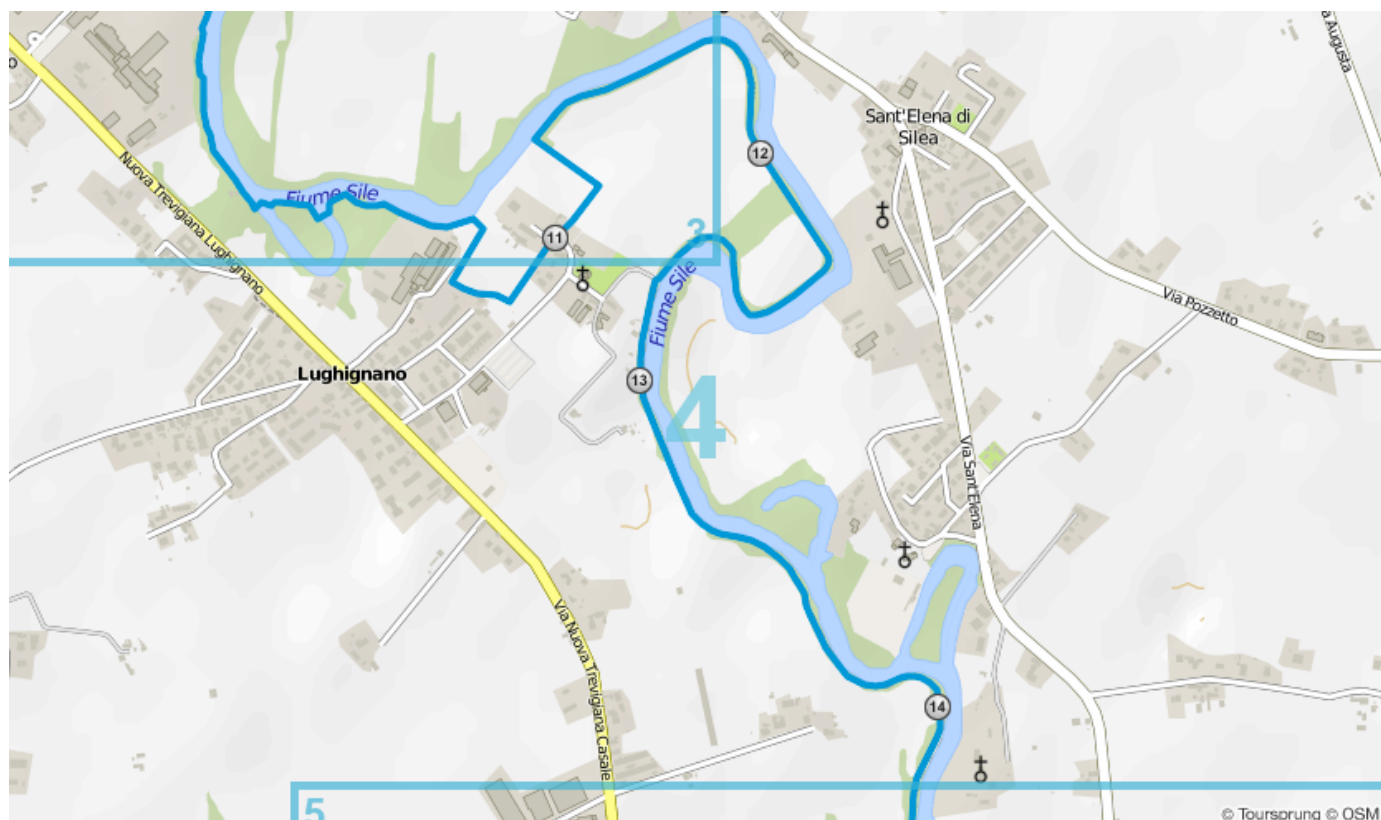 a Augusta
Sant'Elena di
Silea
12
Nuova Trevigiana Lughignano
Fiume Sile
11
3
Fiume Sile
Via Pozzetto
Lughignano
13
4
Via Sant'Elena
Via Nuova Trevigiana Casale
14
5
© Toursprung © OSM